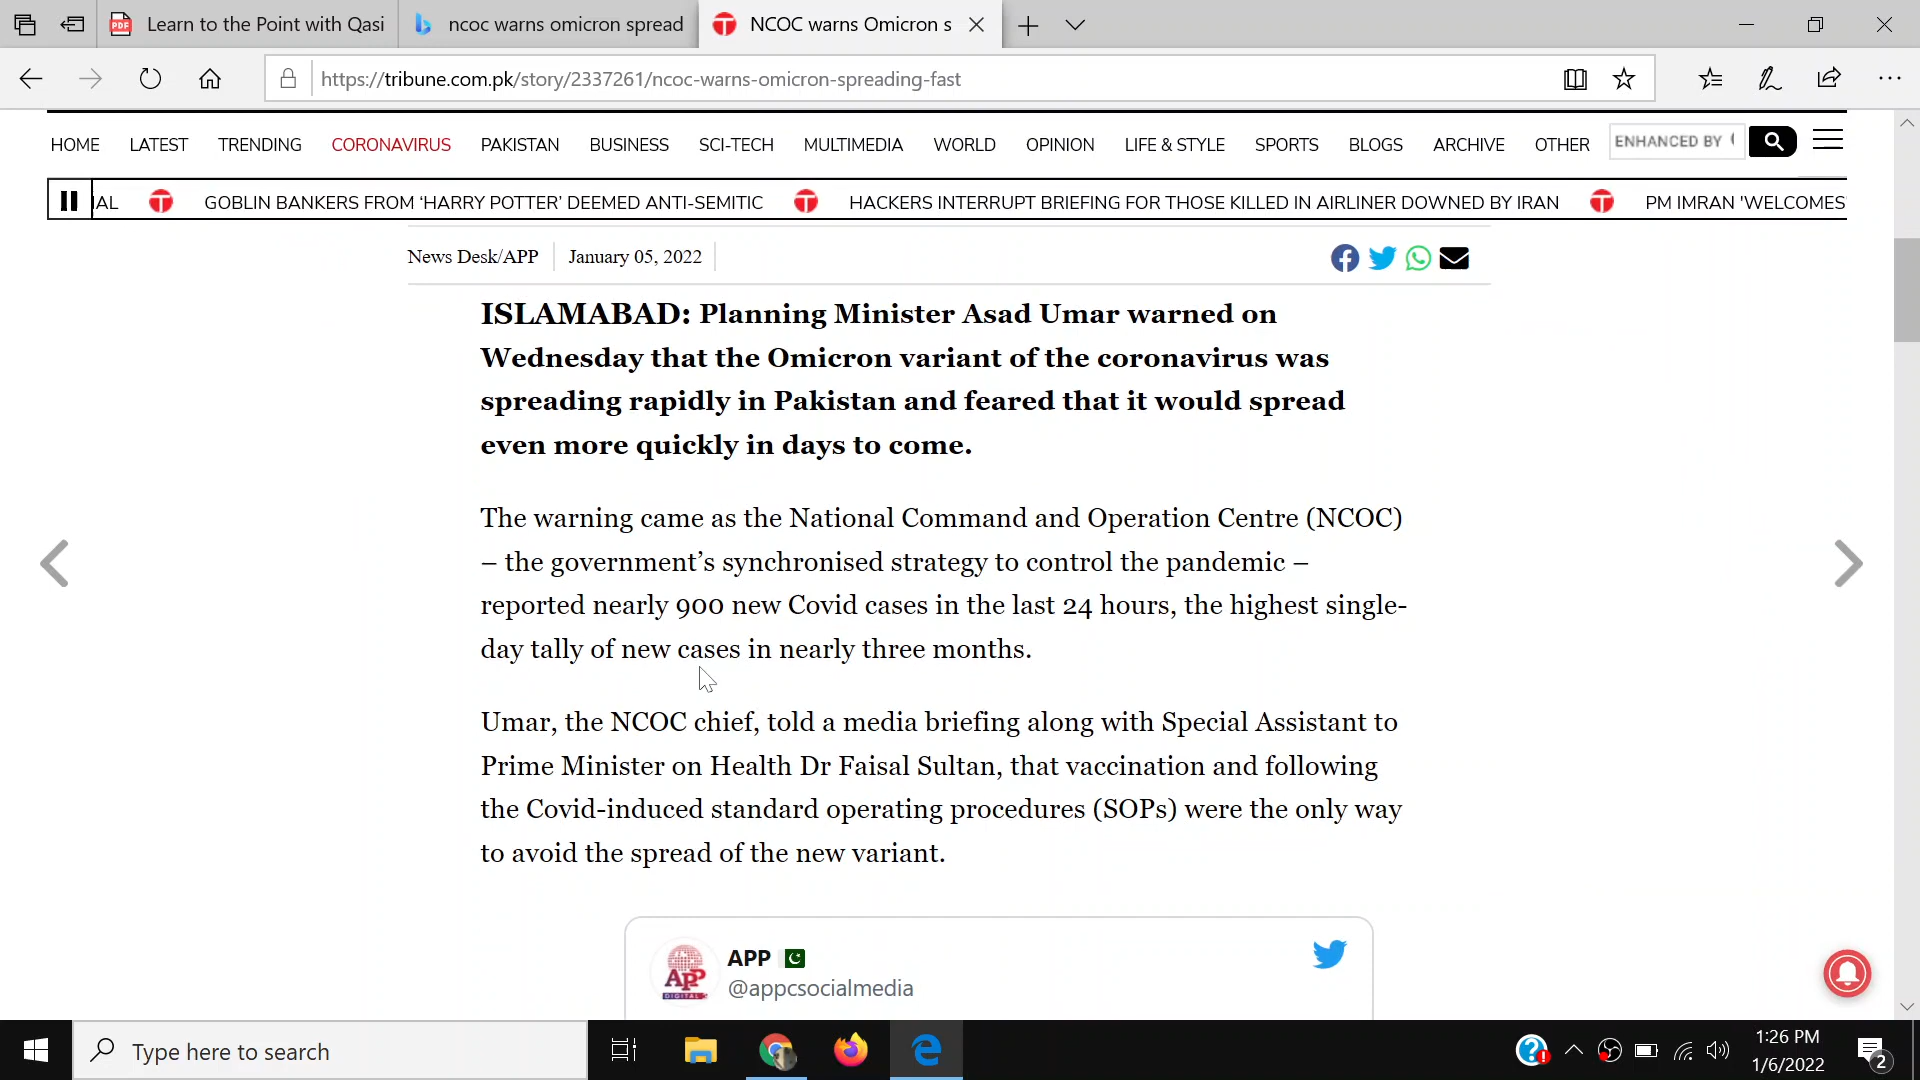 Learn to the Point with Qasi
ncoc warns omicron spread
NCOC warns Omicron s
https://tribune.com.pk/story/2337261/ncoc-warns-omicron-spreading-fast
HOME LATEST TRENDING CORONAVIRUS PAKISTAN BUSINESS SCI-TECH MULTIMEDIA WORLD OPINION LIFE & STYLE SPORTS BLOGS ARCHIVE OTHER ENHANCED BY
IAL GOBLIN BANKERS FROM ‘HARRY POTTER’ DEEMED ANTI-SEMITIC HACKERS INTERRUPT BRIEFING FOR THOSE KILLED IN AIRLINER DOWNED BY IRAN PM IMRAN 'WELCOMES
News Desk/APP January 05, 2022
ISLAMABAD: Planning Minister Asad Umar warned on
Wednesday that the Omicron variant of the coronavirus was
spreading rapidly in Pakistan and feared that it would spread
even more quickly in days to come.
The warning came as the National Command and Operation Centre (NCOC)
– the government’s synchronised strategy to control the pandemic –
reported nearly 900 new Covid cases in the last 24 hours, the highest single-
day tally of new cases in nearly three months.
Umar, the NCOC chief, told a media briefing along with Special Assistant to
Prime Minister on Health Dr Faisal Sultan, that vaccination and following
the Covid-induced standard operating procedures (SOPs) were the only way
to avoid the spread of the new variant.
APP
DIGITAL
APP
@appcsocialmedia
Type here to search
1:26 PM
1/6/2022
2